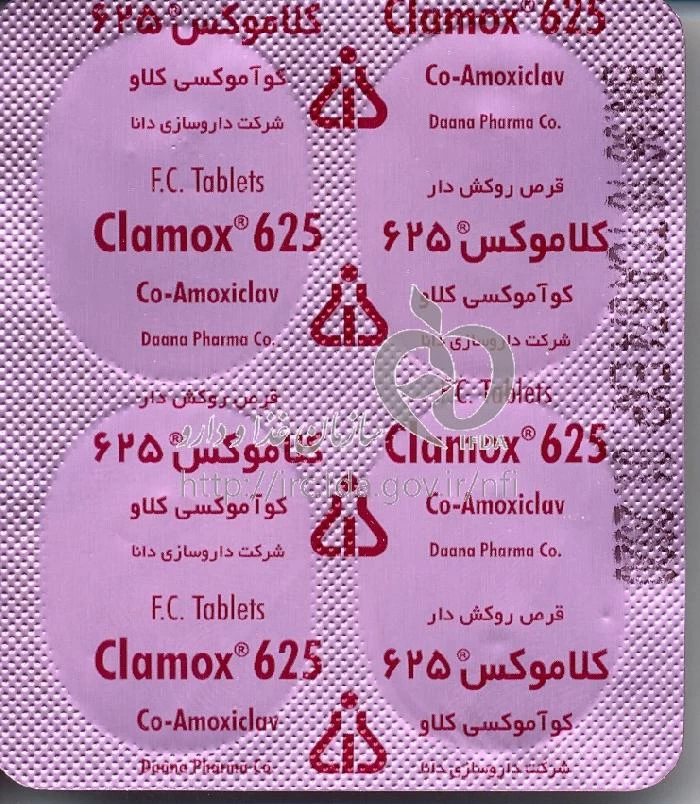 کلاموکس® ۶۲۵
کوآموکسی کلاو
شرکت داروسازی دانا
F.C. Tablets
Clamox® 625
Co-Amoxiclav
Daana Pharma Co.
قرص روکش دار
کلاموکس® ۶۲۵
کوآموکسی کلاو
شرکت داروسازی دانا
F.C. Tablets
Clamox® 625
Co-Amoxiclav
Daana Pharma Co.
Clamox® 625
Co-Amoxiclav
Daana Pharma Co.
قرص روکش دار
کلاموکس® ۶۲۵
کوآموکسی کلاو
شرکت داروسازی دانا
F.C. Tablets
Clamox® 625
Co-Amoxiclav
Daana Pharma Co.
قرص روکش دار
کلاموکس® ۶۲۵
کوآموکسی کلاو
شرکت داروسازی دانا
IFDA
سازمان غذا و دارو
http://irc.fda.gov.ir/nfi